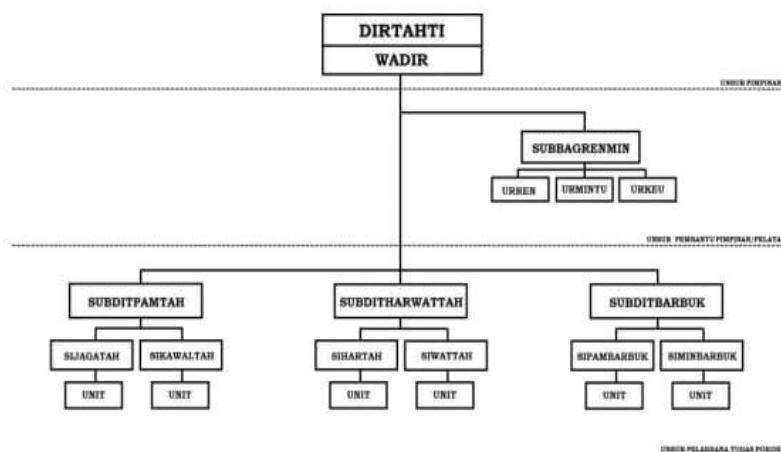 DIRTAHTI
WADIR
UNSUR PIMPINAN
SUBBAGRENMIN
URREN URMINTU URKEU
UNSUR PEMBANTU PIMPINAN/PELAYA
SUBDITPAMTAH SUBDITHARWATTAH SUBDITBARBUK
SIJAGATAH SIKAWALTAH SIHARTAH SIWATTAH SIPAMBARBUK SIMINBARBUK
UNIT UNIT UNIT UNIT UNIT UNIT
UNSUR PELAKSANA TUGAS POKOK